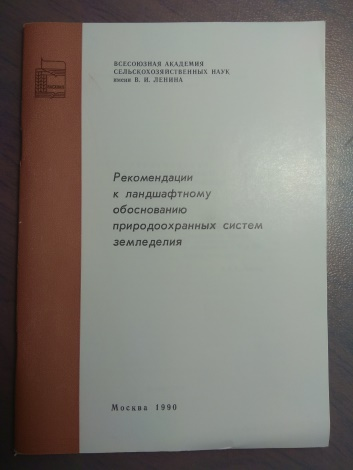 ВСЕСОЮЗНАЯ АКАДЕМИЯ
СЕЛЬСКОХОЗЯЙСТВЕННЫХ НАУК
имени В. И. ЛЕНИНА
Рекомендации
к ландшафтному
обоснованию
природоохранных систем
земледелия
Москва 1990